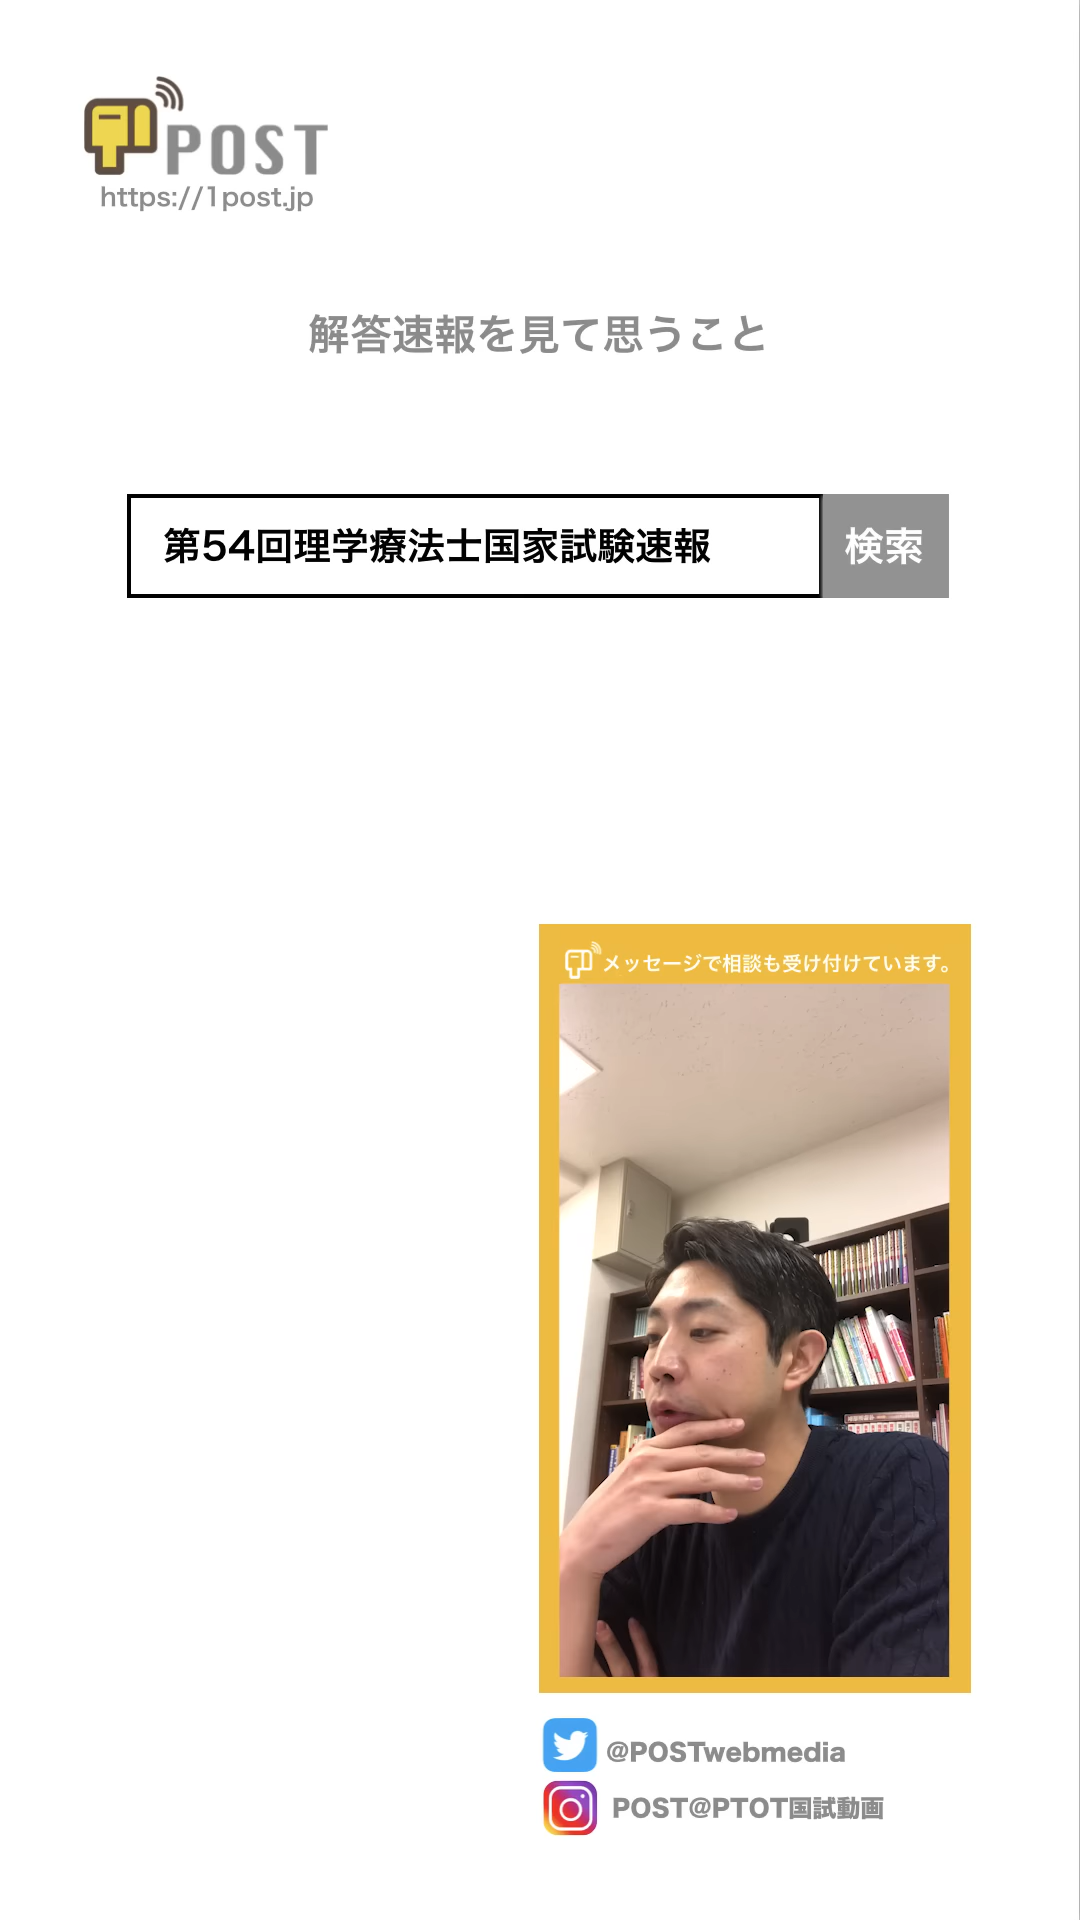 POST
https://1post.jp
解答速報を見て思うこと
第54回理学療法士国家試験速報
検索
メッセージで相談も受け付けています。
@POSTwebmedia
POST@PTOT国試動画